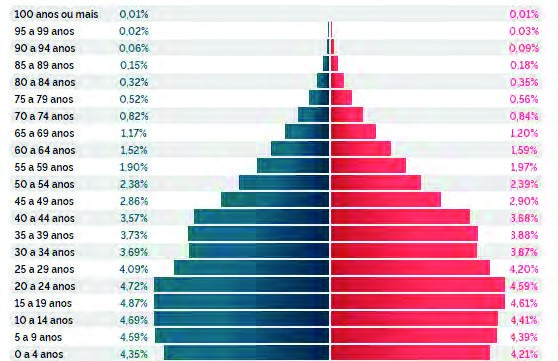 100 anos ou mais 0,01% 0,01%
95 a 99 anos 0,02% 0,03%
90 a 94 anos 0,06% 0,09%
85 a 89 anos 0,15% 0,18%
80 a 84 anos 0,32% 0,35%
75 a 79 anos 0,52% 0,56%
70 a 74 anos 0,82% 0,84%
65 a 69 anos 1,17% 1,20%
60 a 64 anos 1,52% 1,59%
55 a 59 anos 1,90% 1,97%
50 a 54 anos 2,38% 2,39%
45 a 49 anos 2,86% 2,90%
40 a 44 anos 3,57% 3,68%
35 a 39 anos 3,73% 3,88%
30 a 34 anos 3,69% 3,87%
25 a 29 anos 4,09% 4,20%
20 a 24 anos 4,72% 4,59%
15 a 19 anos 4,87% 4,61%
10 a 14 anos 4,69% 4,41%
5 a 9 anos 4,59% 4,39%
0 a 4 anos 4,35% 4,21%